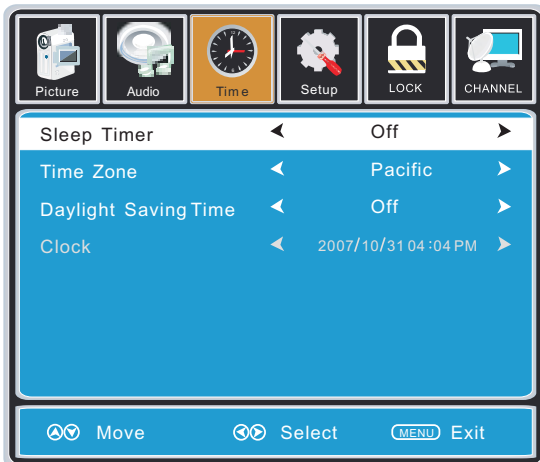 Picture Audio Time Setup LOCK CHANNEL
Sleep Timer Off
Time Zone Pacific
Daylight Saving Time Off
Clock 2007/10/31 04:04 PM
Move Select MENU Exit